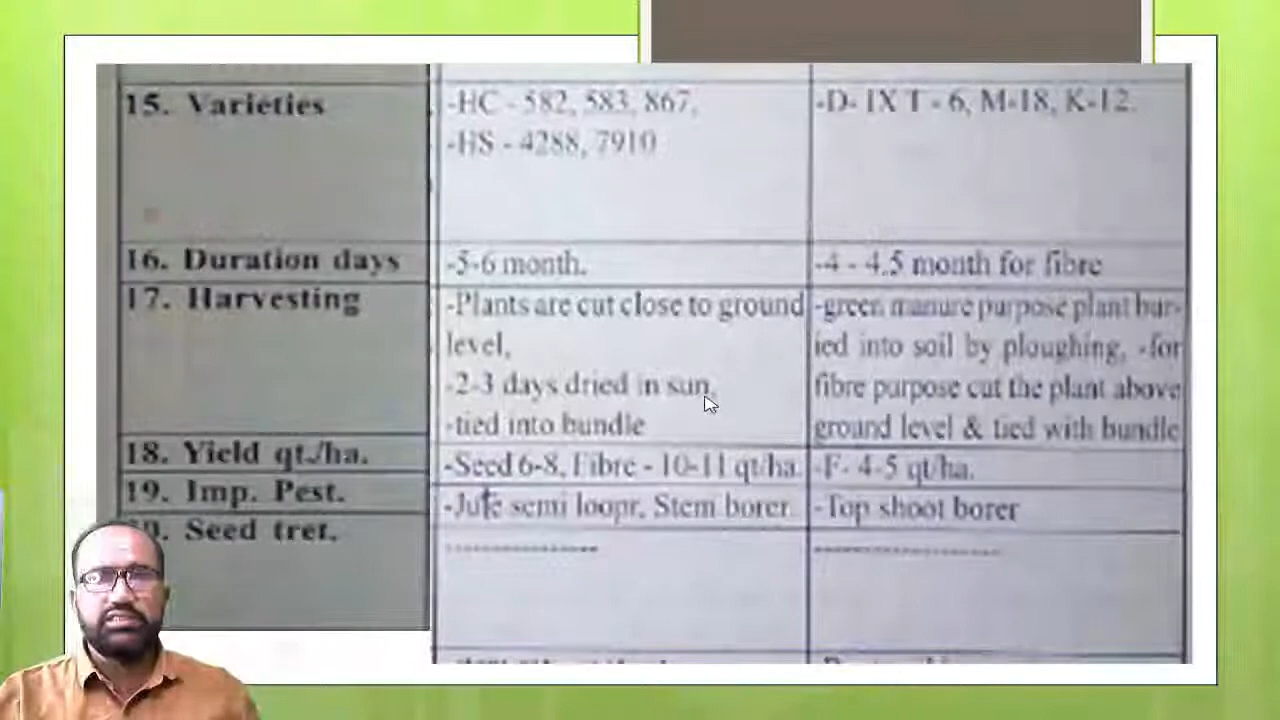 15. Varieties
-HC - 582, 583, 867,
-HS - 4288, 7910
-D- IX T - 6, M-18, K-12.
16. Duration days
-5-6 month.
-4 - 4.5 month for fibre
17. Harvesting
-Plants are cut close to ground
level,
-2-3 days dried in sun,
-tied into bundle
-green manure purpose plant bur-
ied into soil by ploughing, -for
fibre purpose cut the plant above
ground level & tied with bundle
18. Yield qt./ha.
-Seed 6-8, Fibre - 10-11 qt/ha.
-F- 4-5 qt/ha.
19. Imp. Pest.
-Jute semi loopr, Stem borer
-Top shoot borer
Seed tret.